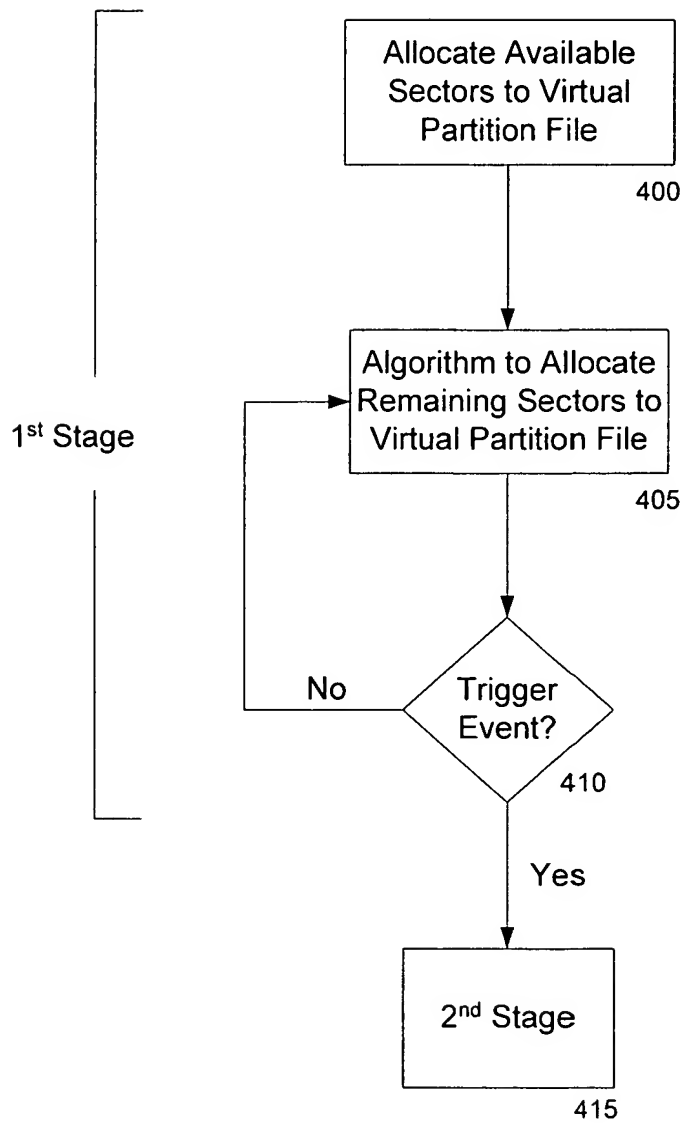 Allocate Available
Sectors to Virtual
Partition File
400
Algorithm to Allocate
Remaining Sectors to
Virtual Partition File
405
1st Stage
No
Trigger
Event?
410
Yes
2nd Stage
415